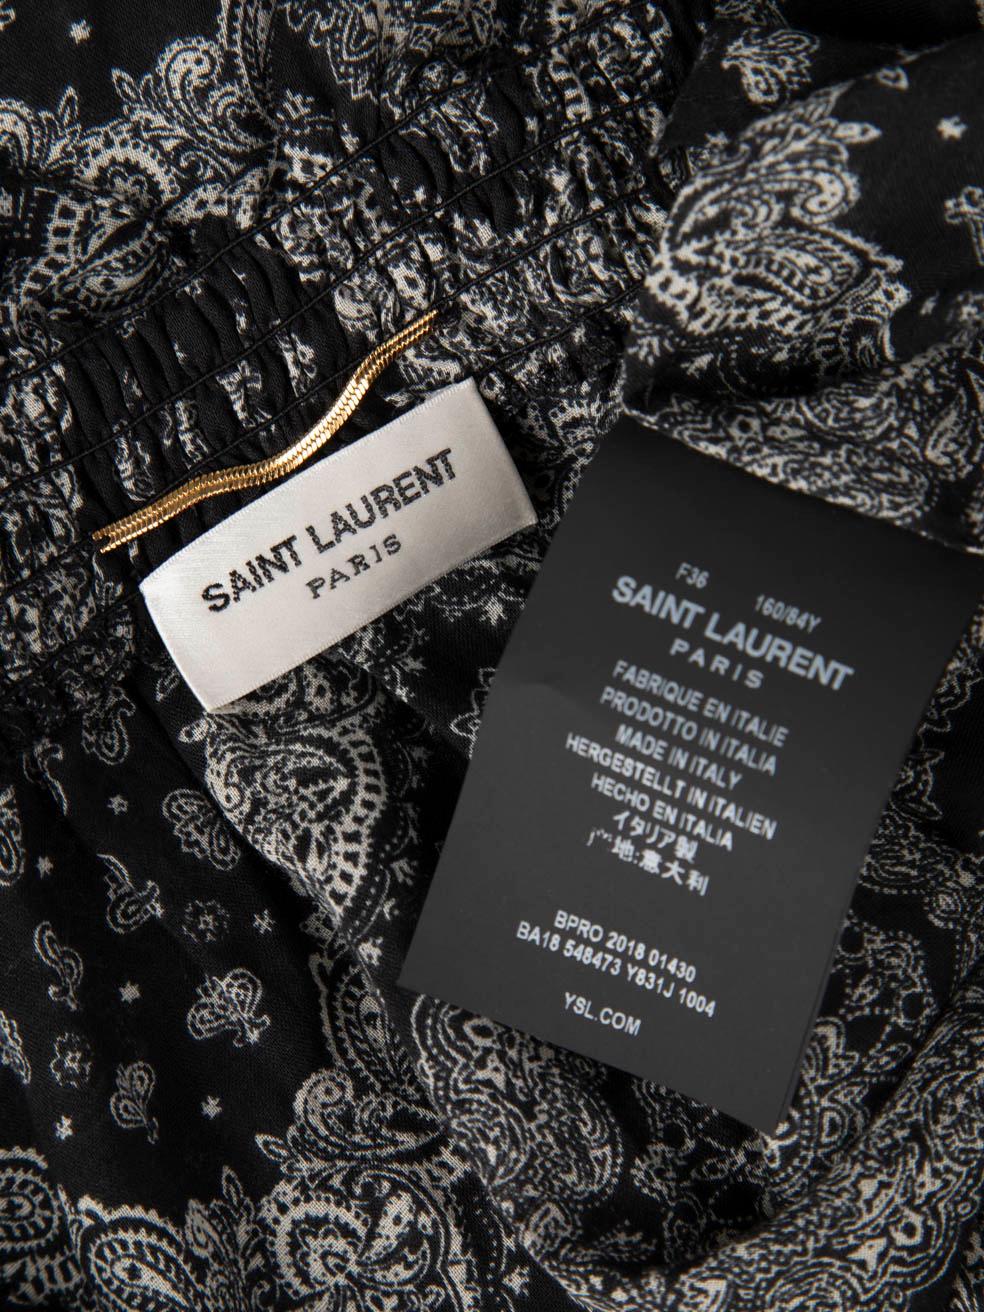 SAINT LAURENT
PARIS
F36 160/84Y
SAINT LAURENT
PARIS
FABRIQUE EN ITALIE
PRODOTTO IN ITALIA
MADE IN ITALY
HERGESTELLT IN ITALIEN
HECHO EN ITALIA
イタリア製
地:意大利
BPRO 2018 01430
BA18 548473 Y831J 1004
YSL.COM